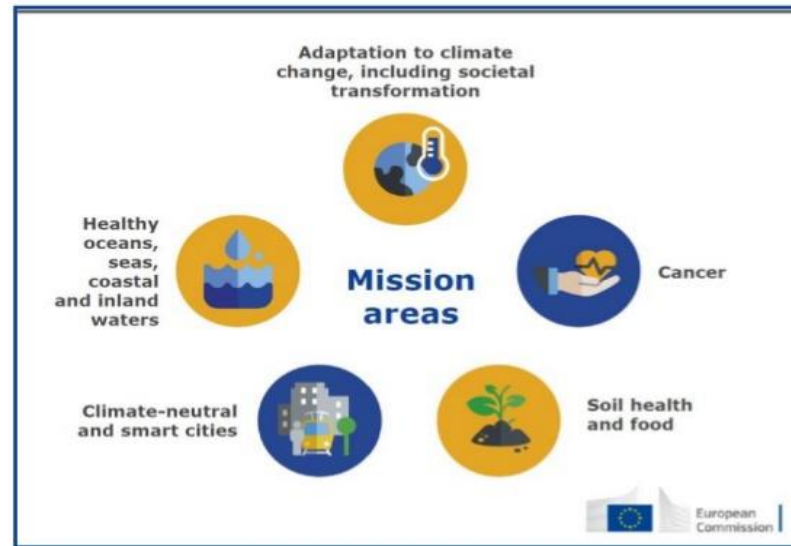 Adaptation to climate
change, including societal
transformation
Healthy
oceans,
seas,
coastal
and inland
waters
Mission
areas
Cancer
Climate-neutral
and smart cities
Soil health
and food
European
Commission